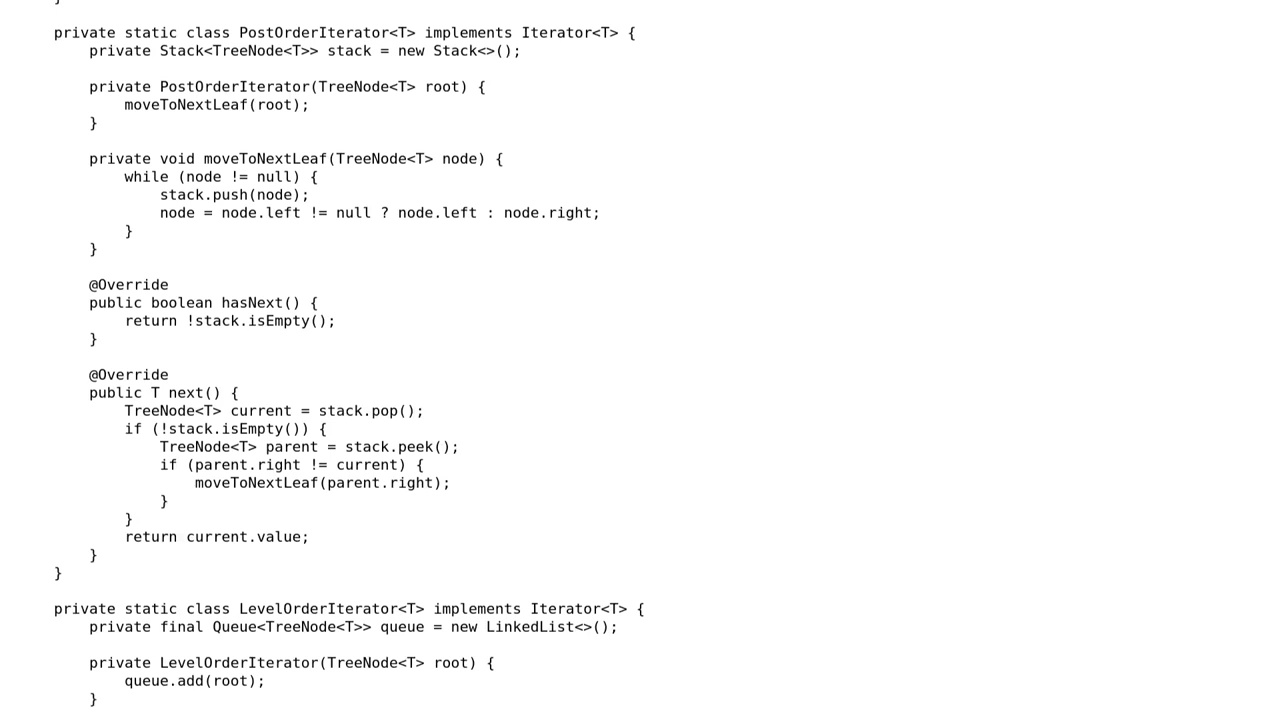 }
private static class PostOrderIterator<T> implements Iterator<T> {
private Stack<TreeNode<T>> stack = new Stack<>();
private PostOrderIterator(TreeNode<T> root) {
moveToNextLeaf(root);
}
private void moveToNextLeaf(TreeNode<T> node) {
while (node != null) {
stack.push(node);
node = node.left != null ? node.left : node.right;
}
}
@Override
public boolean hasNext() {
return !stack.isEmpty();
}
@Override
public T next() {
TreeNode<T> current = stack.pop();
if (!stack.isEmpty()) {
TreeNode<T> parent = stack.peek();
if (parent.right != current) {
moveToNextLeaf(parent.right);
}
}
return current.value;
}
}
private static class LevelOrderIterator<T> implements Iterator<T> {
private final Queue<TreeNode<T>> queue = new LinkedList<>();
private LevelOrderIterator(TreeNode<T> root) {
queue.add(root);
}